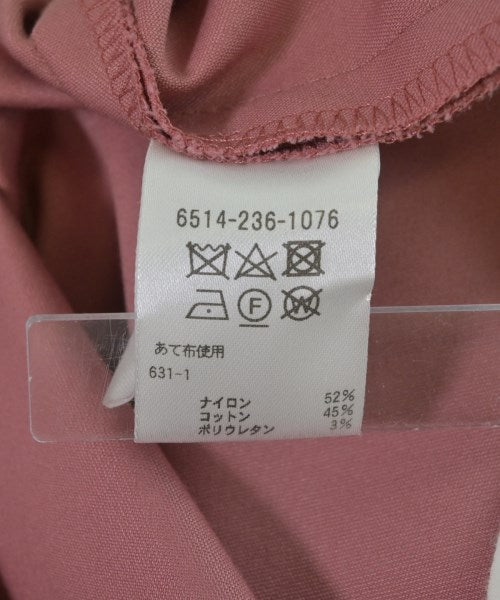 6514-236-1076
F W
あて布使用
631-1
ナイロン 52%
コットン 45%
ポリウレタン 3%